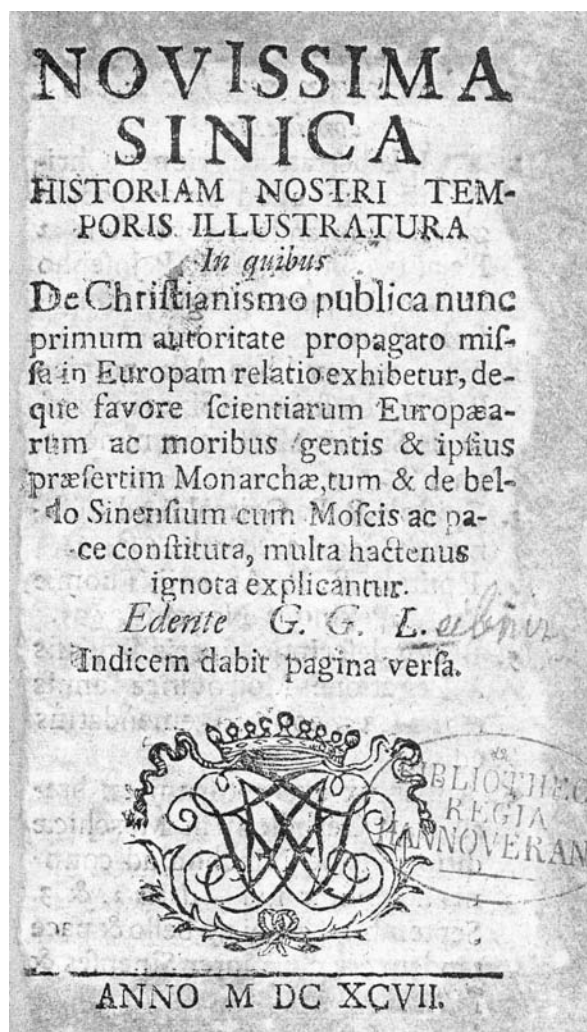 NOVISSIMA
SINICA
HISTORIAM NOSTRI TEM-
PORIS ILLUSTRATURA
In quibus
De Chriſtianismo publica nunc
primum autoritate propagato miſ-
ſa in Europam relatio exhibetur, de-
que favore ſcientiarum Europæa-
rum ac moribus gentis & ipſius
præſertim Monarchæ, tum & de bel-
lo Sinenſium cum Moſcis ac pa-
ce conſtituta, multa hactenus
ignota explicantur.
Edente G. G. L. eibniz
Indicem dabit pagina verſa.
BIBLIOTHEC
REGIA
HANNOVERAN
ANNO M DC XCVII.